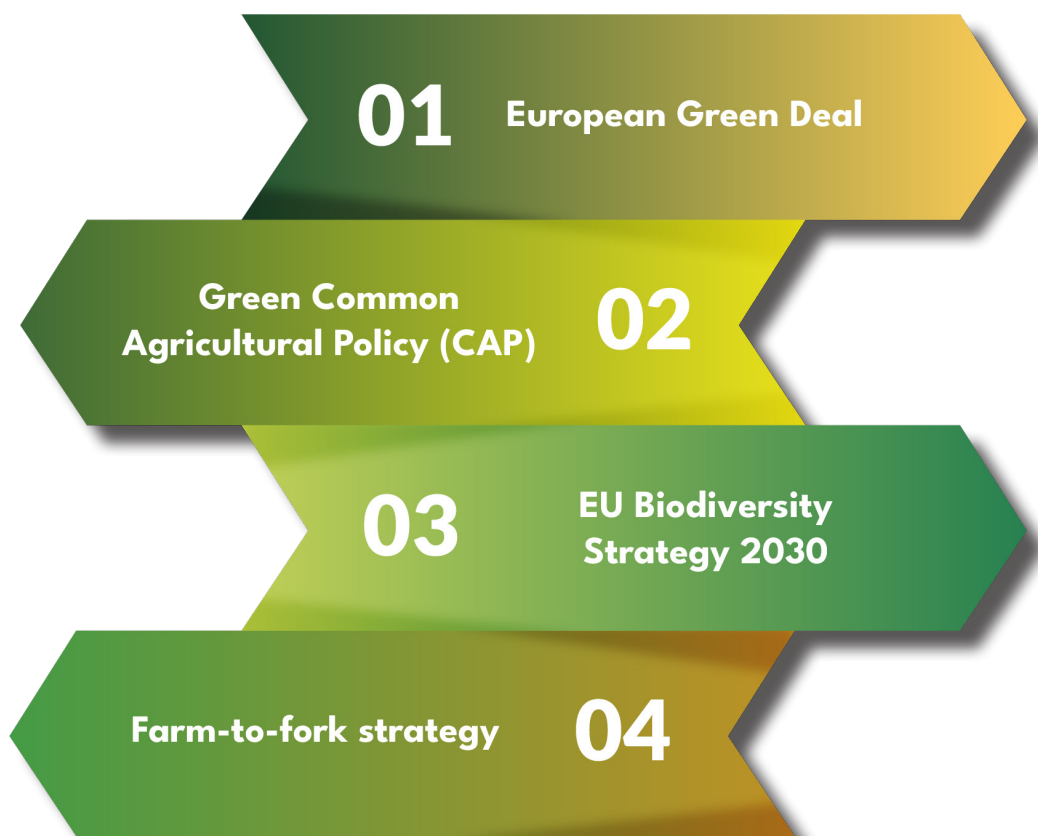 01 European Green Deal
Green Common
Agricultural Policy (CAP)
02
03
EU Biodiversity
Strategy 2030
Farm-to-fork strategy 04